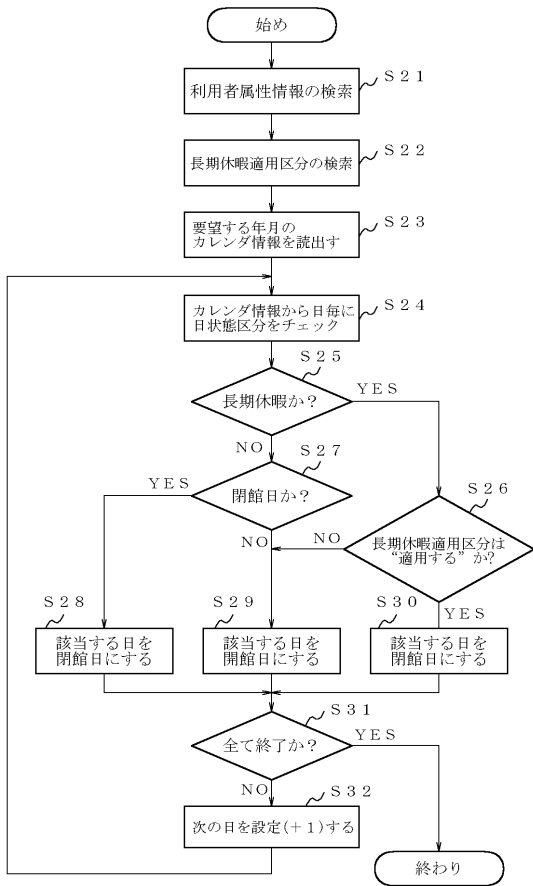 始め
S21
利用者属性情報の検索
S22
長期休暇適用区分の検索
S23
要望する年月の
カレンダ情報を読出す
S24
カレンダ情報から日毎に
日状態区分をチェック
S25
長期休暇か？
YES
NO
S27
YES
閉館日か？
S26
長期休暇適用区分は
“適用する”か?
NO
NO
YES
S28
該当する日を
閉館日にする
S29
該当する日を
開館日にする
S30
該当する日を
閉館日にする
S31
全て終了か？
YES
NO
S32
次の日を設定(+1)する
終わり